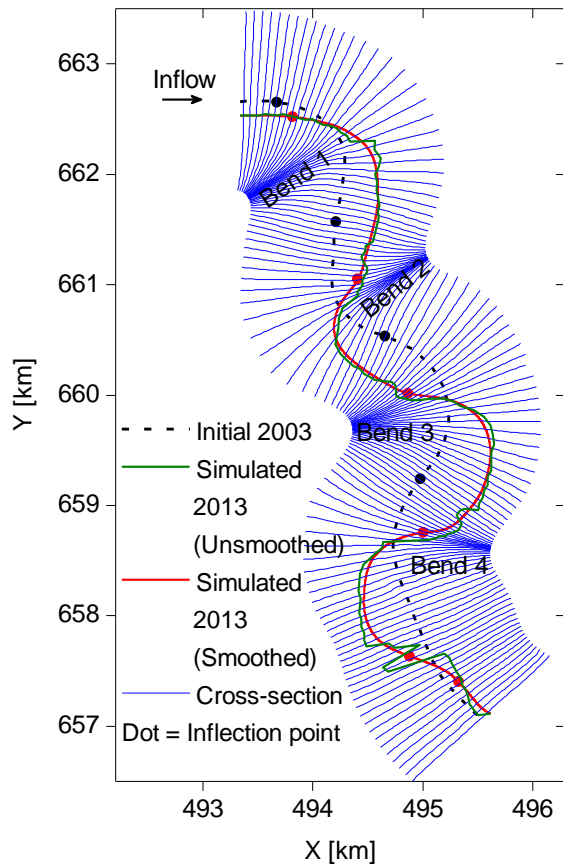 663
Inflow
662
Bend 1
661
Bend 2
Y [km]
660
Initial 2003
Bend 3
Simulated
659
2013
(Unsmoothed)
Bend 4
Simulated
658
2013
(Smoothed)
Cross-section
657
Dot = Inflection point
493 494 495 496
X [km]